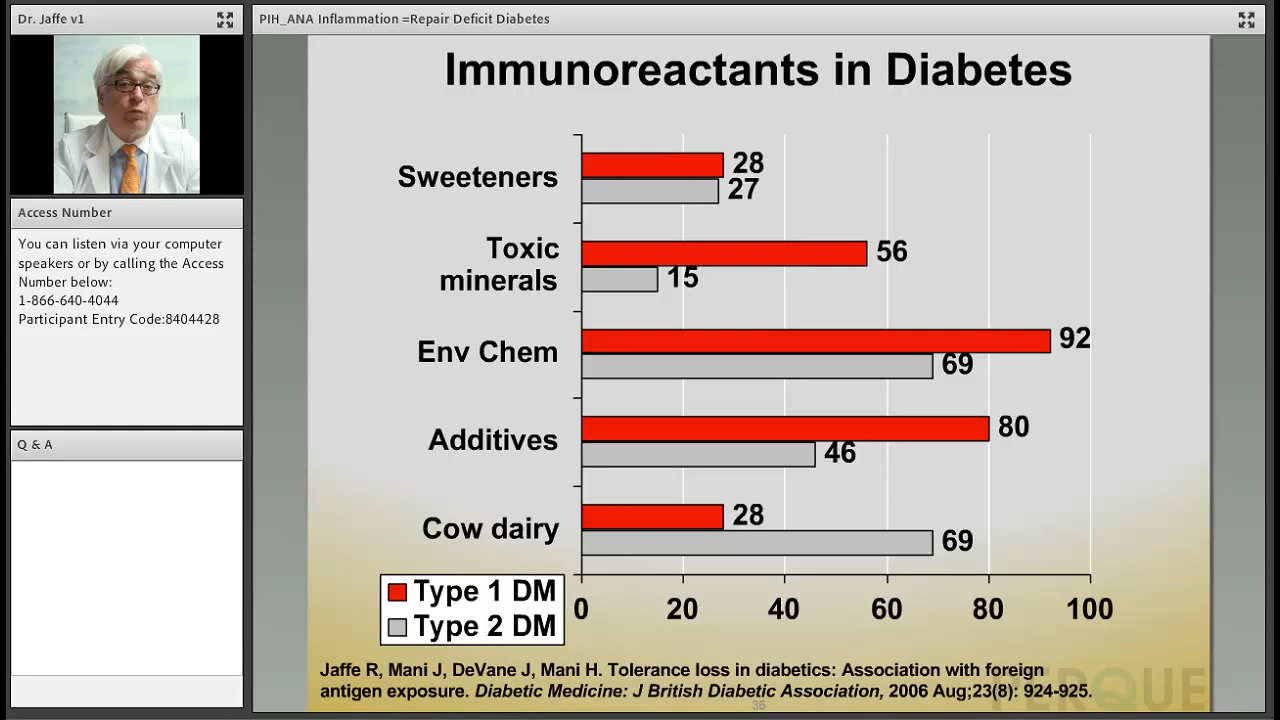 Dr. Jaffe v1
PIH_ANA Inflammation =Repair Deficit Diabetes
Access Number
You can listen via your computer
speakers or by calling the Access
Number below:
1-866-640-4044
Participant Entry Code:8404428
Q & A
Immunoreactants in Diabetes
Sweeteners
28
27
Toxic
minerals
56
15
Env Chem
92
69
Additives
80
46
Cow dairy
28
69
Type 1 DM
Type 2 DM
0 20 40 60 80 100
Jaffe R, Mani J, DeVane J, Mani H. Tolerance loss in diabetics: Association with foreign
antigen exposure. Diabetic Medicine: J British Diabetic Association, 2006 Aug;23(8): 924-925.
PERQUE
36